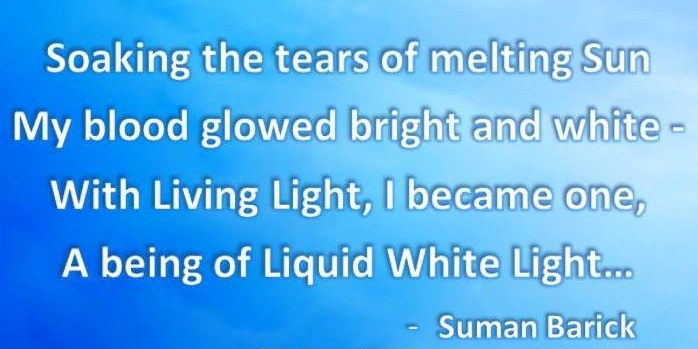 Soaking the tears of melting Sun
My blood glowed bright and white -
With Living Light, I became one,
A being of Liquid White Light...
- Suman Barick